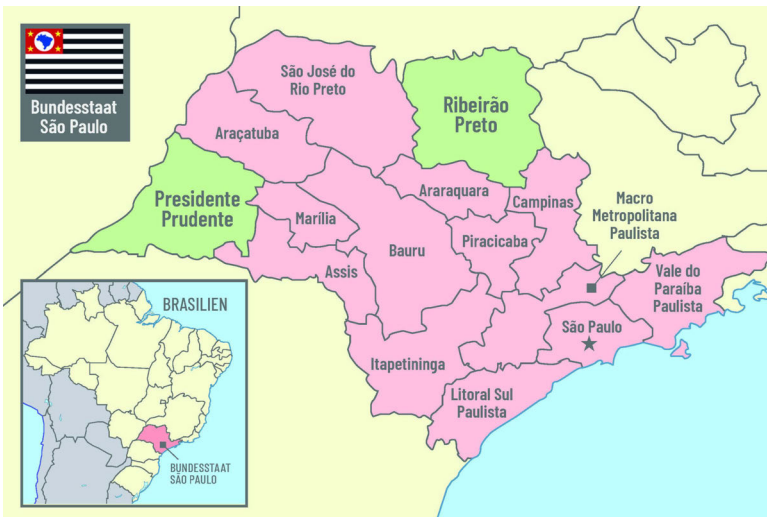 Bundesstaat
São Paulo
São José do
Rio Preto
Ribeirão
Preto
Araçatuba
Presidente
Prudente
Araraquara
Campinas
Macro
Metropolitana
Paulista
Marília
Piracicaba
Bauru
Assis
Vale do
Paraíba
Paulista
São Paulo
Itapetininga
Litoral Sul
Paulista
BRASILIEN
BUNDESSTAAT
SÃO PAULO